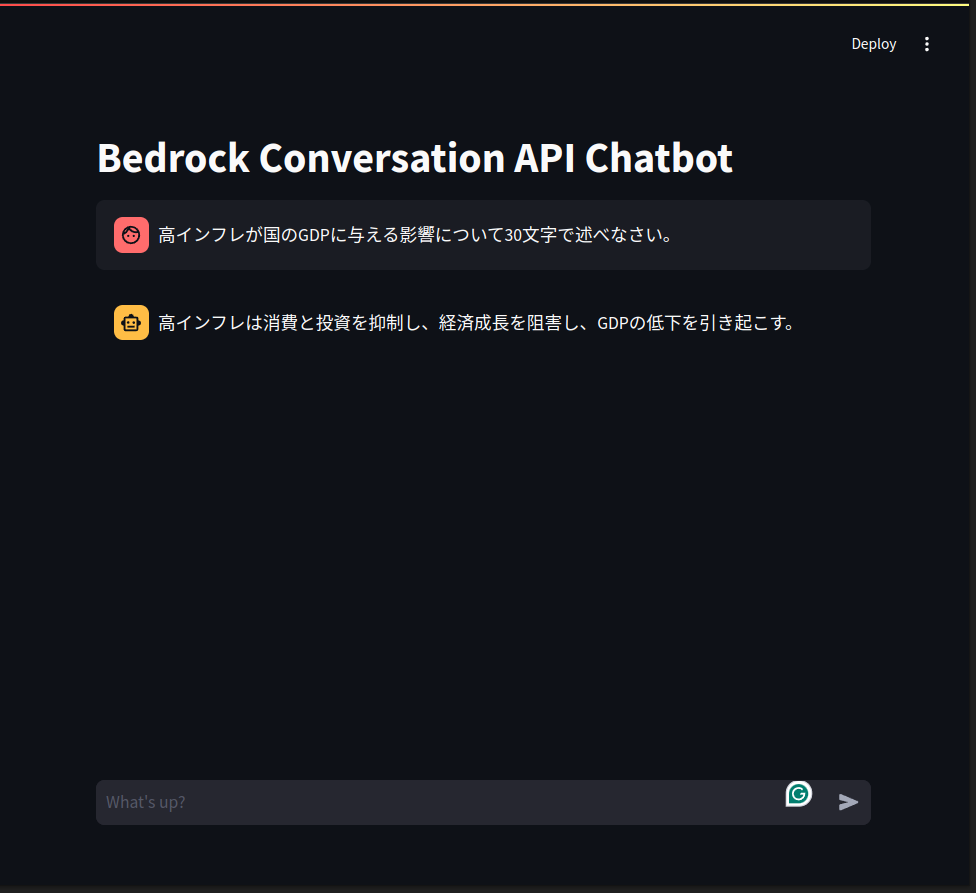 Deploy
Bedrock Conversation API Chatbot
高インフレが国のGDPに与える影響について30文字で述べなさい。
高インフレは消費と投資を抑制し、経済成長を阻害し、GDPの低下を引き起こす。
What's up?